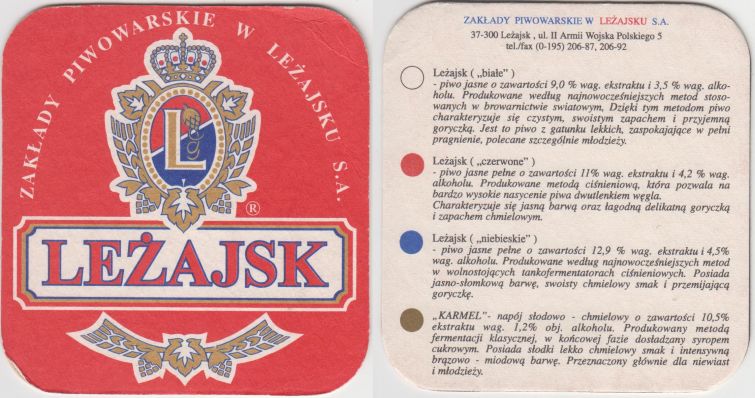 ZAKŁADY PIWOWARSKIE W LEŻAJSKU S.A.
L
®
LEŻAJSK
ZAKŁADY PIWOWARSKIE W LEŻAJSKU S.A.
37-300 Leżajsk , ul. II Armii Wojska Polskiego 5
tel./fax (0-195) 206-87, 206-92
Leżajsk ( „białe” )
- piwo jasne o zawartości 9,0 % wag. ekstraktu i 3,5 % wag. alko-
holu. Produkowane według najnowocześniejszych metod stoso-
wanych w browarnictwie swiatowym, Dzięki tym metodom piwo
charakteryzuje się czystym, swoistym zapachem i przyjemną
goryczką. Jest to piwo z gatunku lekkich, zaspokajające w pełni
pragnienie, polecane szczególnie młodzieży.
Leżajsk ( „czerwone” )
- piwo jasne pełne o zawartości 11% wag. ekstraktu i 4,2 % wag.
alkoholu. Produkowane metodą ciśnieniową, która pozwala na
bardzo wysokie nasycenie piwa dwutlenkiem węgla.
Charakteryzuje się jasną barwą oraz łagodną delikatną goryczką
i zapachem chmielowym.
Leżajsk ( „niebieskie” )
- piwo jasne pełne o zawartości 12,9 % wag. ekstraktu i 4,5%
wag. alkoholu. Produkowane według najnowocześniejszych metod
w wolnostojących tankofermentatorach ciśnieniowych. Posiada
jasno-słomkową barwę, swoisty chmielowy smak i przemijającą
goryczkę.
„KARMEL”- napój słodowo - chmielowy o zawartości 10,5%
ekstraktu wag. 1,2% obj. alkoholu. Produkowany metodą
fermentacji klasycznej, w końcowej fazie dosładzany syropem
cukrowym. Posiada słodki lekko chmielowy smak i intensywną
brązowo - miodową barwę. Przeznaczony głównie dla niewiast
i młodzieży.